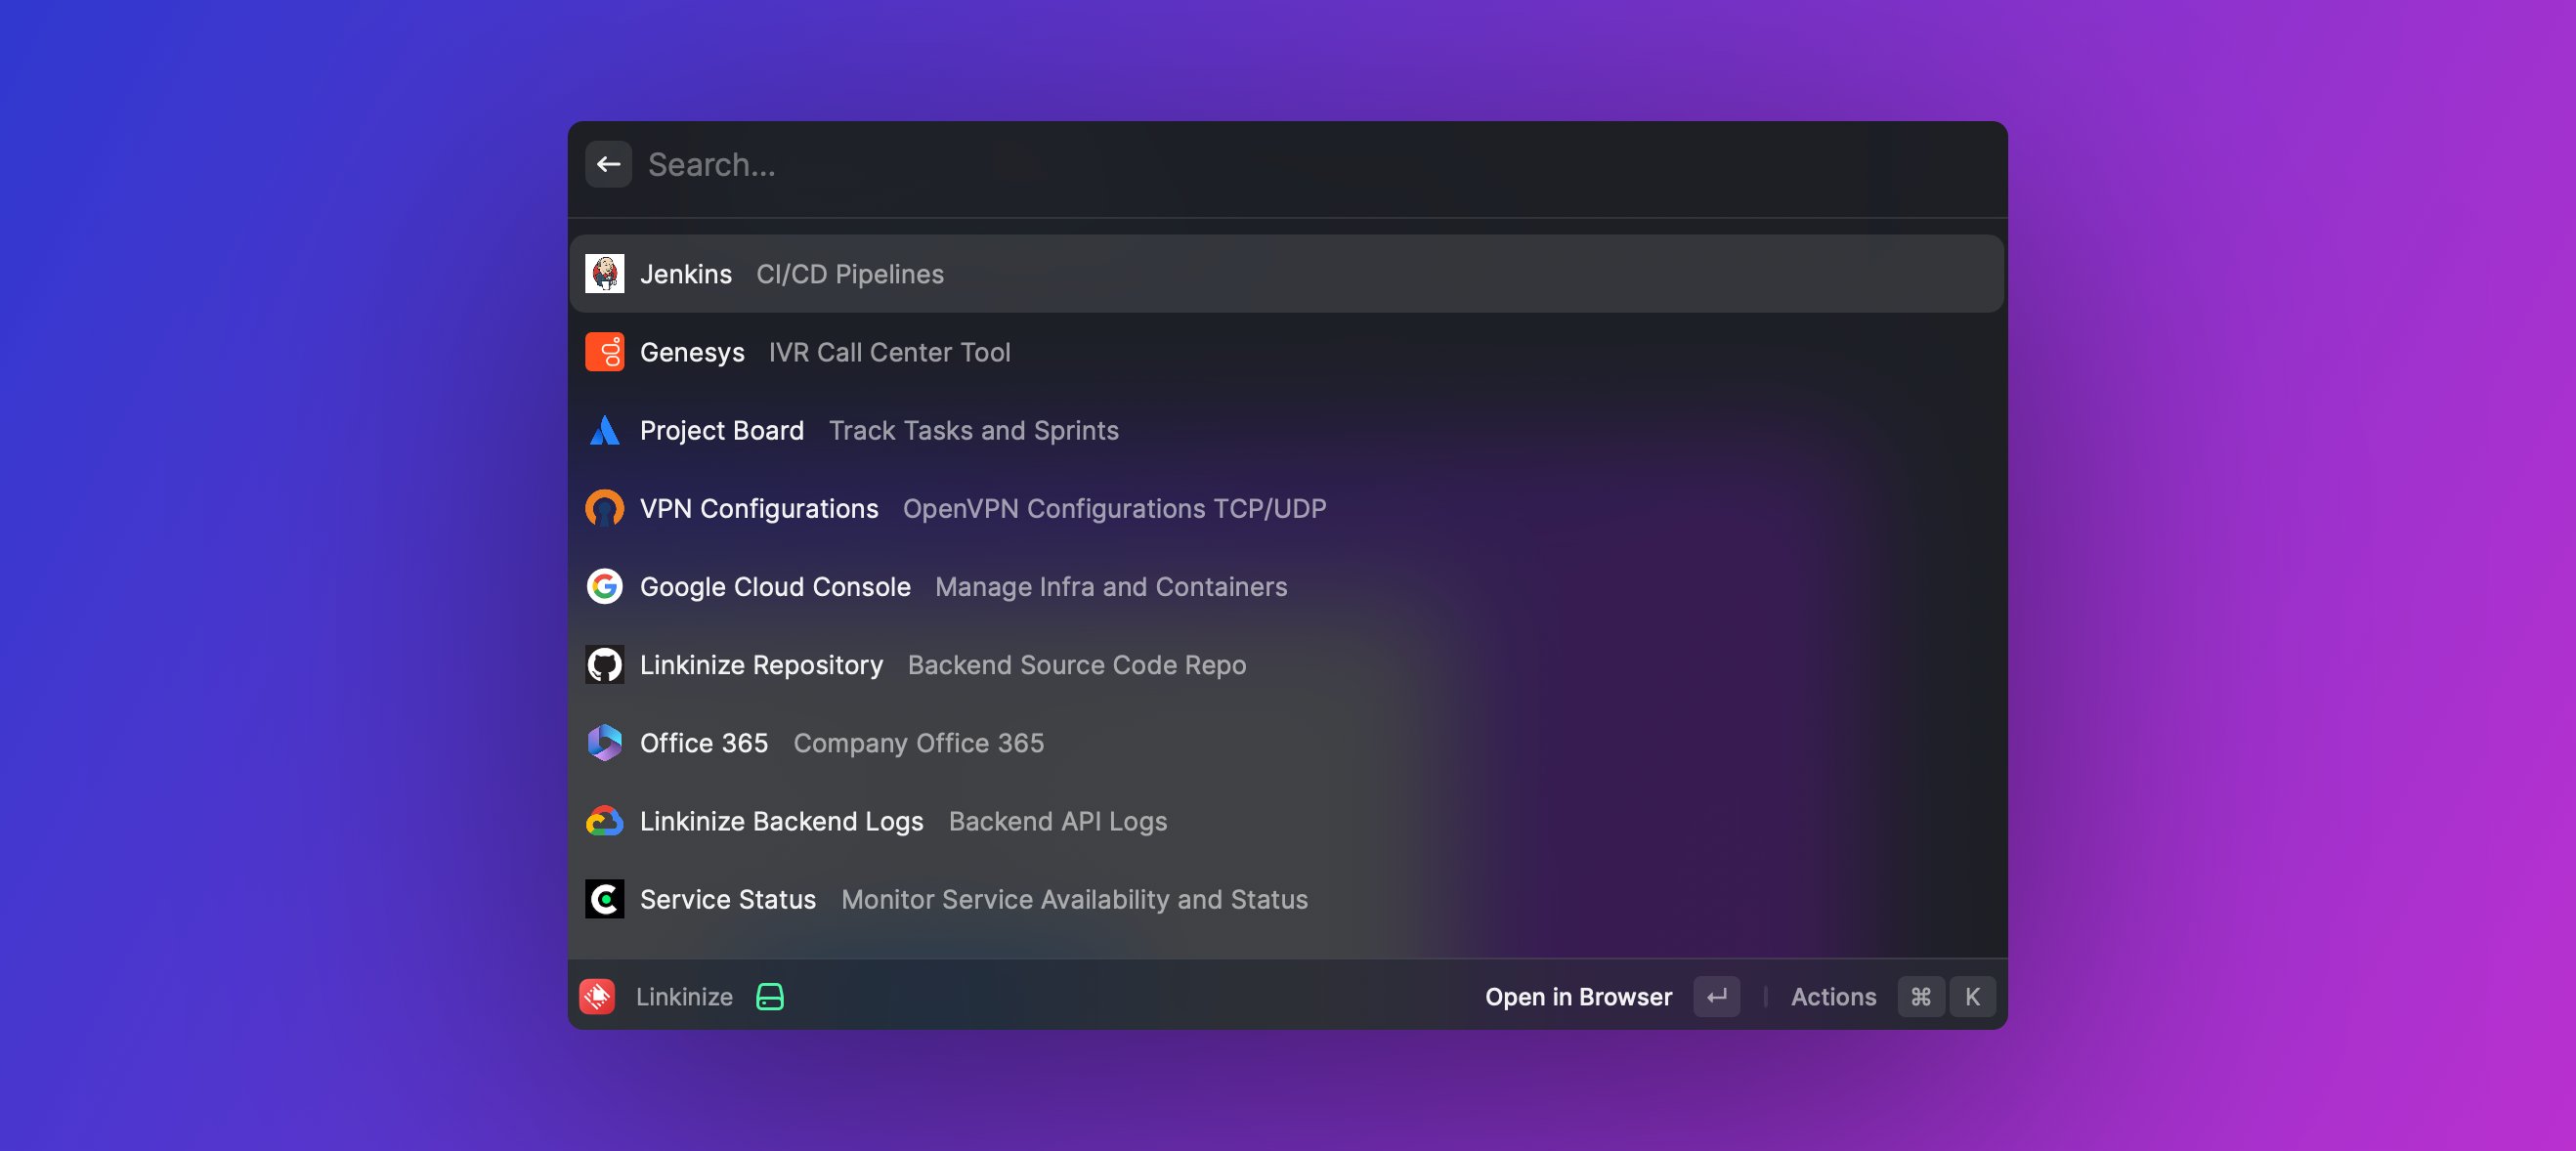 Search...
Jenkins CI/CD Pipelines
Genesys IVR Call Center Tool
Project Board Track Tasks and Sprints
VPN Configurations OpenVPN Configurations TCP/UDP
Google Cloud Console Manage Infra and Containers
Linkinize Repository Backend Source Code Repo
Office 365 Company Office 365
Linkinize Backend Logs Backend API Logs
Service Status Monitor Service Availability and Status
Linkinize Open in Browser ↵ Actions ⌘ K